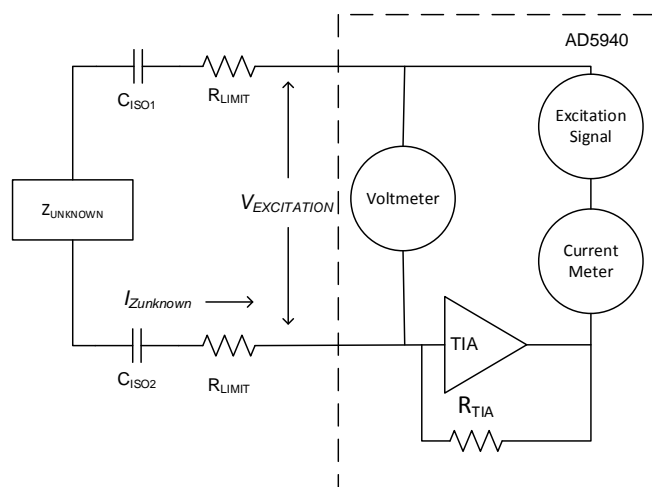 AD5940
CISO1
RLIMIT
Excitation
Signal
ZUNKNOWN
VEXCITATION
Voltmeter
Current
Meter
IZunknown
TIA
CISO2
RLIMIT
RTIA